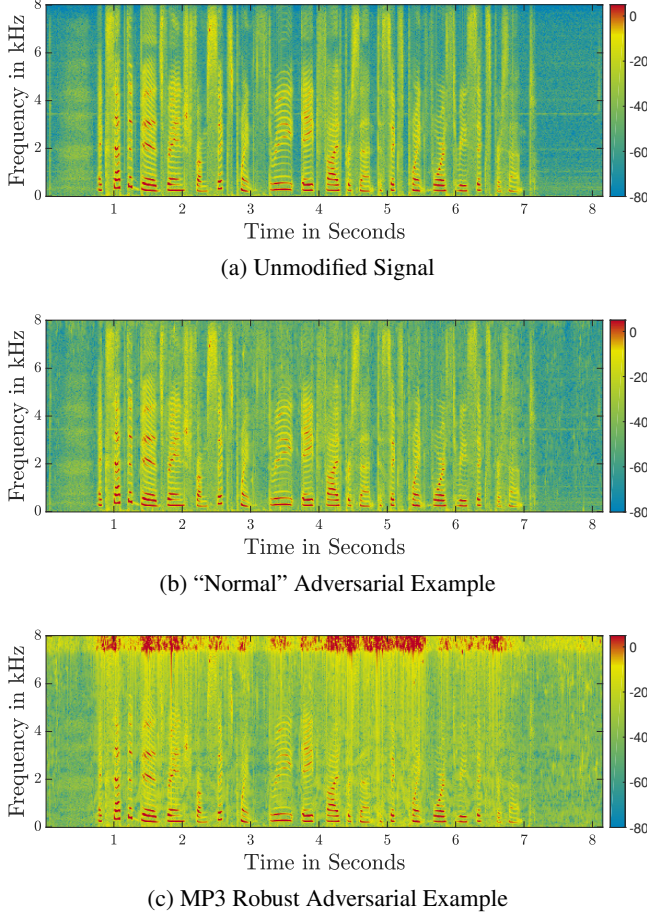 Frequency in kHz
8
6
4
2
0
1 2 3 4 5 6 7 8
Time in Seconds
0
-20
-40
-60
-80
(a) Unmodified Signal
Frequency in kHz
8
6
4
2
0
1 2 3 4 5 6 7 8
Time in Seconds
0
-20
-40
-60
-80
(b) “Normal” Adversarial Example
Frequency in kHz
8
6
4
2
0
1 2 3 4 5 6 7 8
Time in Seconds
0
-20
-40
-60
-80
(c) MP3 Robust Adversarial Example